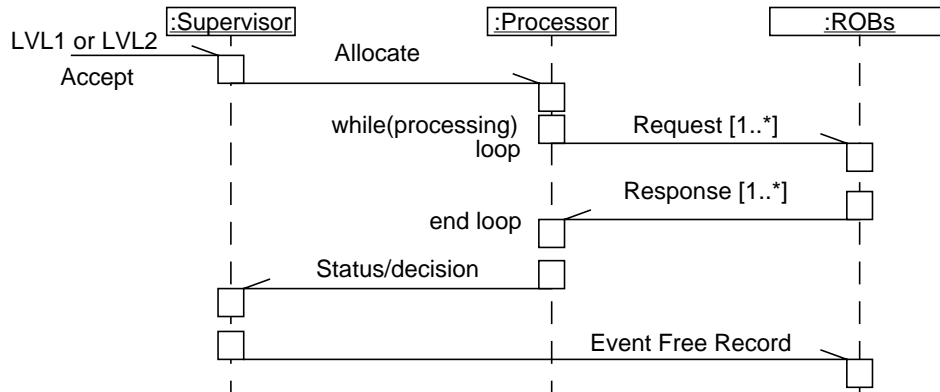 :Supervisor
:Processor
:ROBs
LVL1 or LVL2
Accept
Allocate
while(processing)
loop
Request [1..*]
Response [1..*]
end loop
Status/decision
Event Free Record